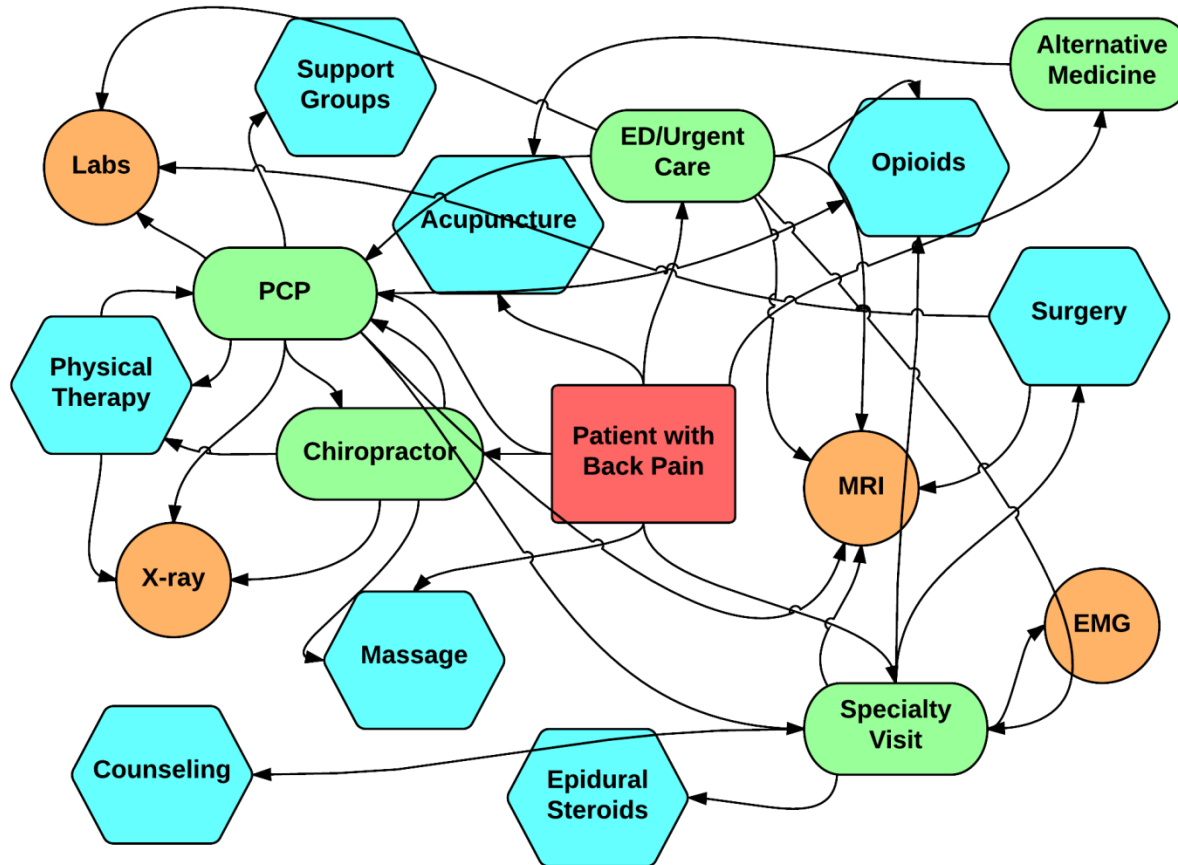 Support
Groups
Alternative
Medicine
Labs
ED/Urgent
Care
Opioids
Acupuncture
PCP
Surgery
Physical
Therapy
Chiropractor
Patient with
Back Pain
MRI
X-ray
EMG
Massage
Specialty
Visit
Counseling
Epidural
Steroids